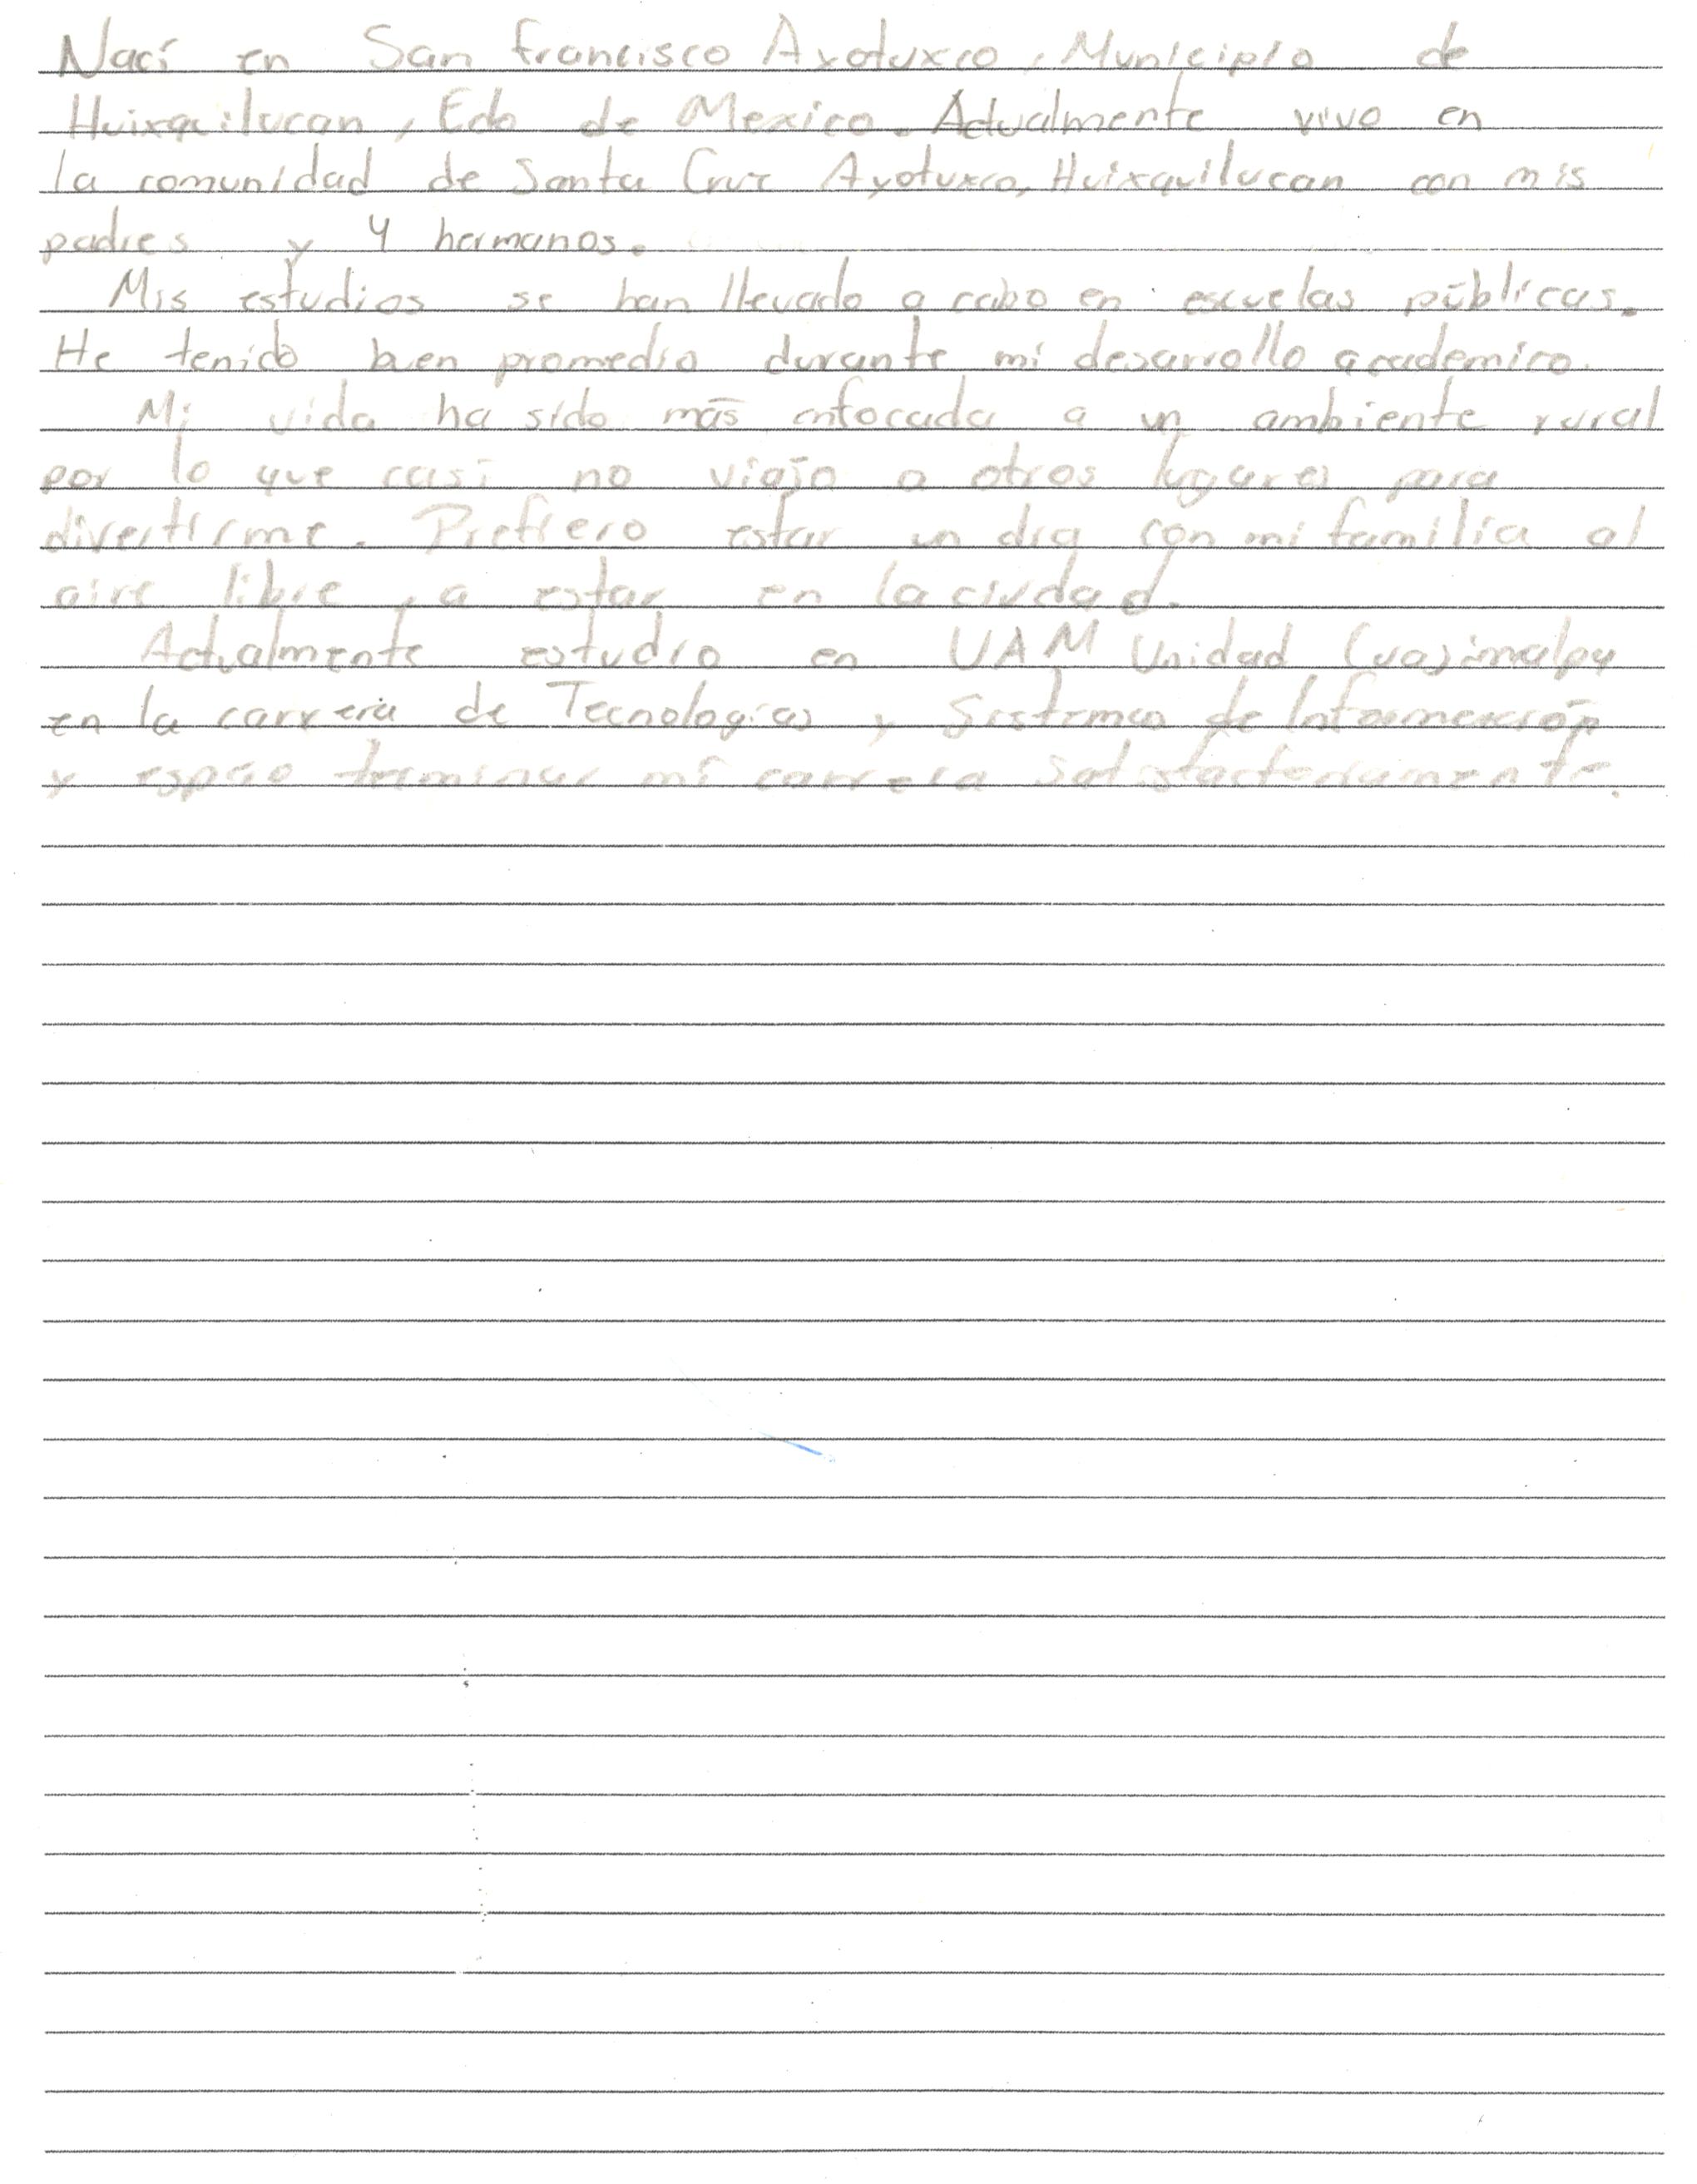 Nací en San Francisco Ayotuxco, Municipio de
Huixquilucan, Edo de Mexico. Actualmente vivo en
la comunidad de Santa Cruz Ayotuxco, Huixquilucan con mis
padres y 4 hermanos.
Mis estudios se han llevado a cabo en escuelas públicas.
He tenido buen promedio durante mi desarrollo academico.
Mi vida ha sido más enfocada a un ambiente rural
por lo que casi no viajo a otros lugares para
divertirme. Prefiero estar un día con mi familia al
aire libre, a estar en la ciudad.
Actualmente estudio en UAM Unidad Cuajimalpa
en la carrera de Tecnologías y Sistemas de Información
y espero terminar mi carrera satisfactoriamente.